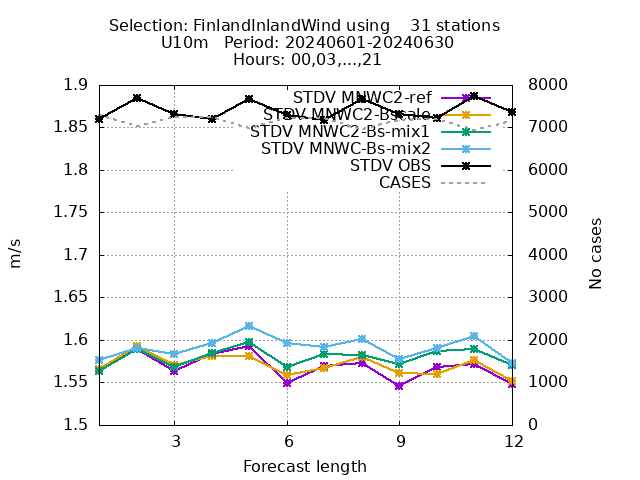 Selection: FinlandInlandWind using 31 stations
U10m Period: 20240601-20240630
Hours: 00,03,...,21
1.9
1.85
1.8
1.75
1.7
1.65
1.6
1.55
1.5
m/s
STDV MNWC2-ref
STDV MNWC2-Bscale
STDV MNWC2-Bs-mix1
STDV MNWC-Bs-mix2
STDV OBS
CASES
8000
7000
6000
5000
4000
3000
2000
1000
0
No cases
3 6 9 12
Forecast length